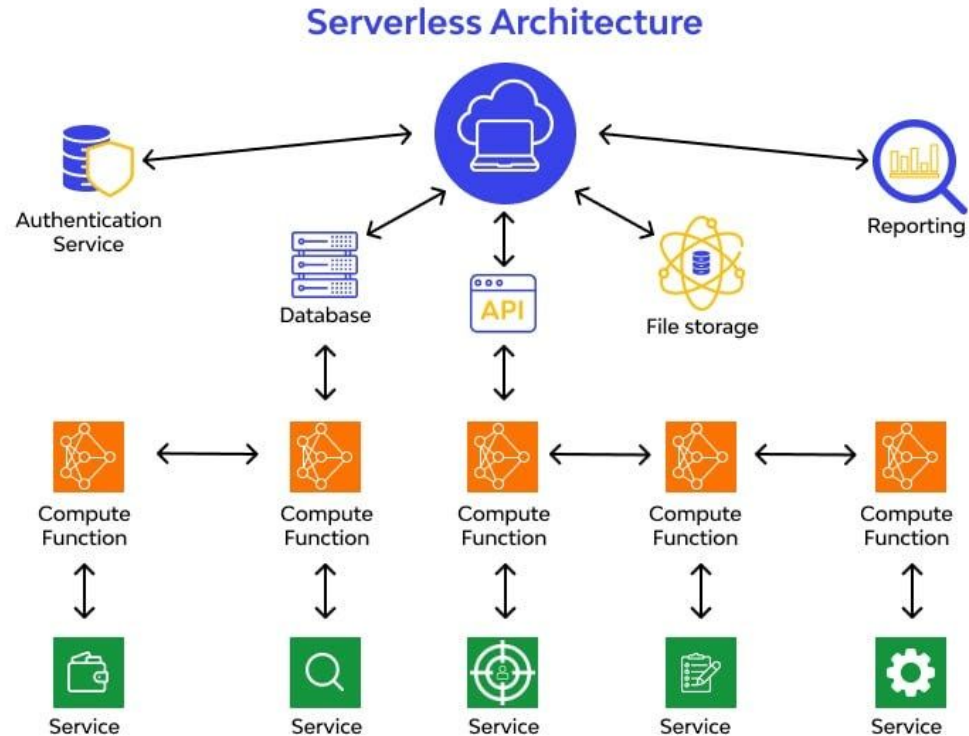 Serverless Architecture
Authentication
Service
Reporting
Database
API
File storage
Compute
Function
Compute
Function
Compute
Function
Compute
Function
Compute
Function
Service
Service
Service
Service
Service